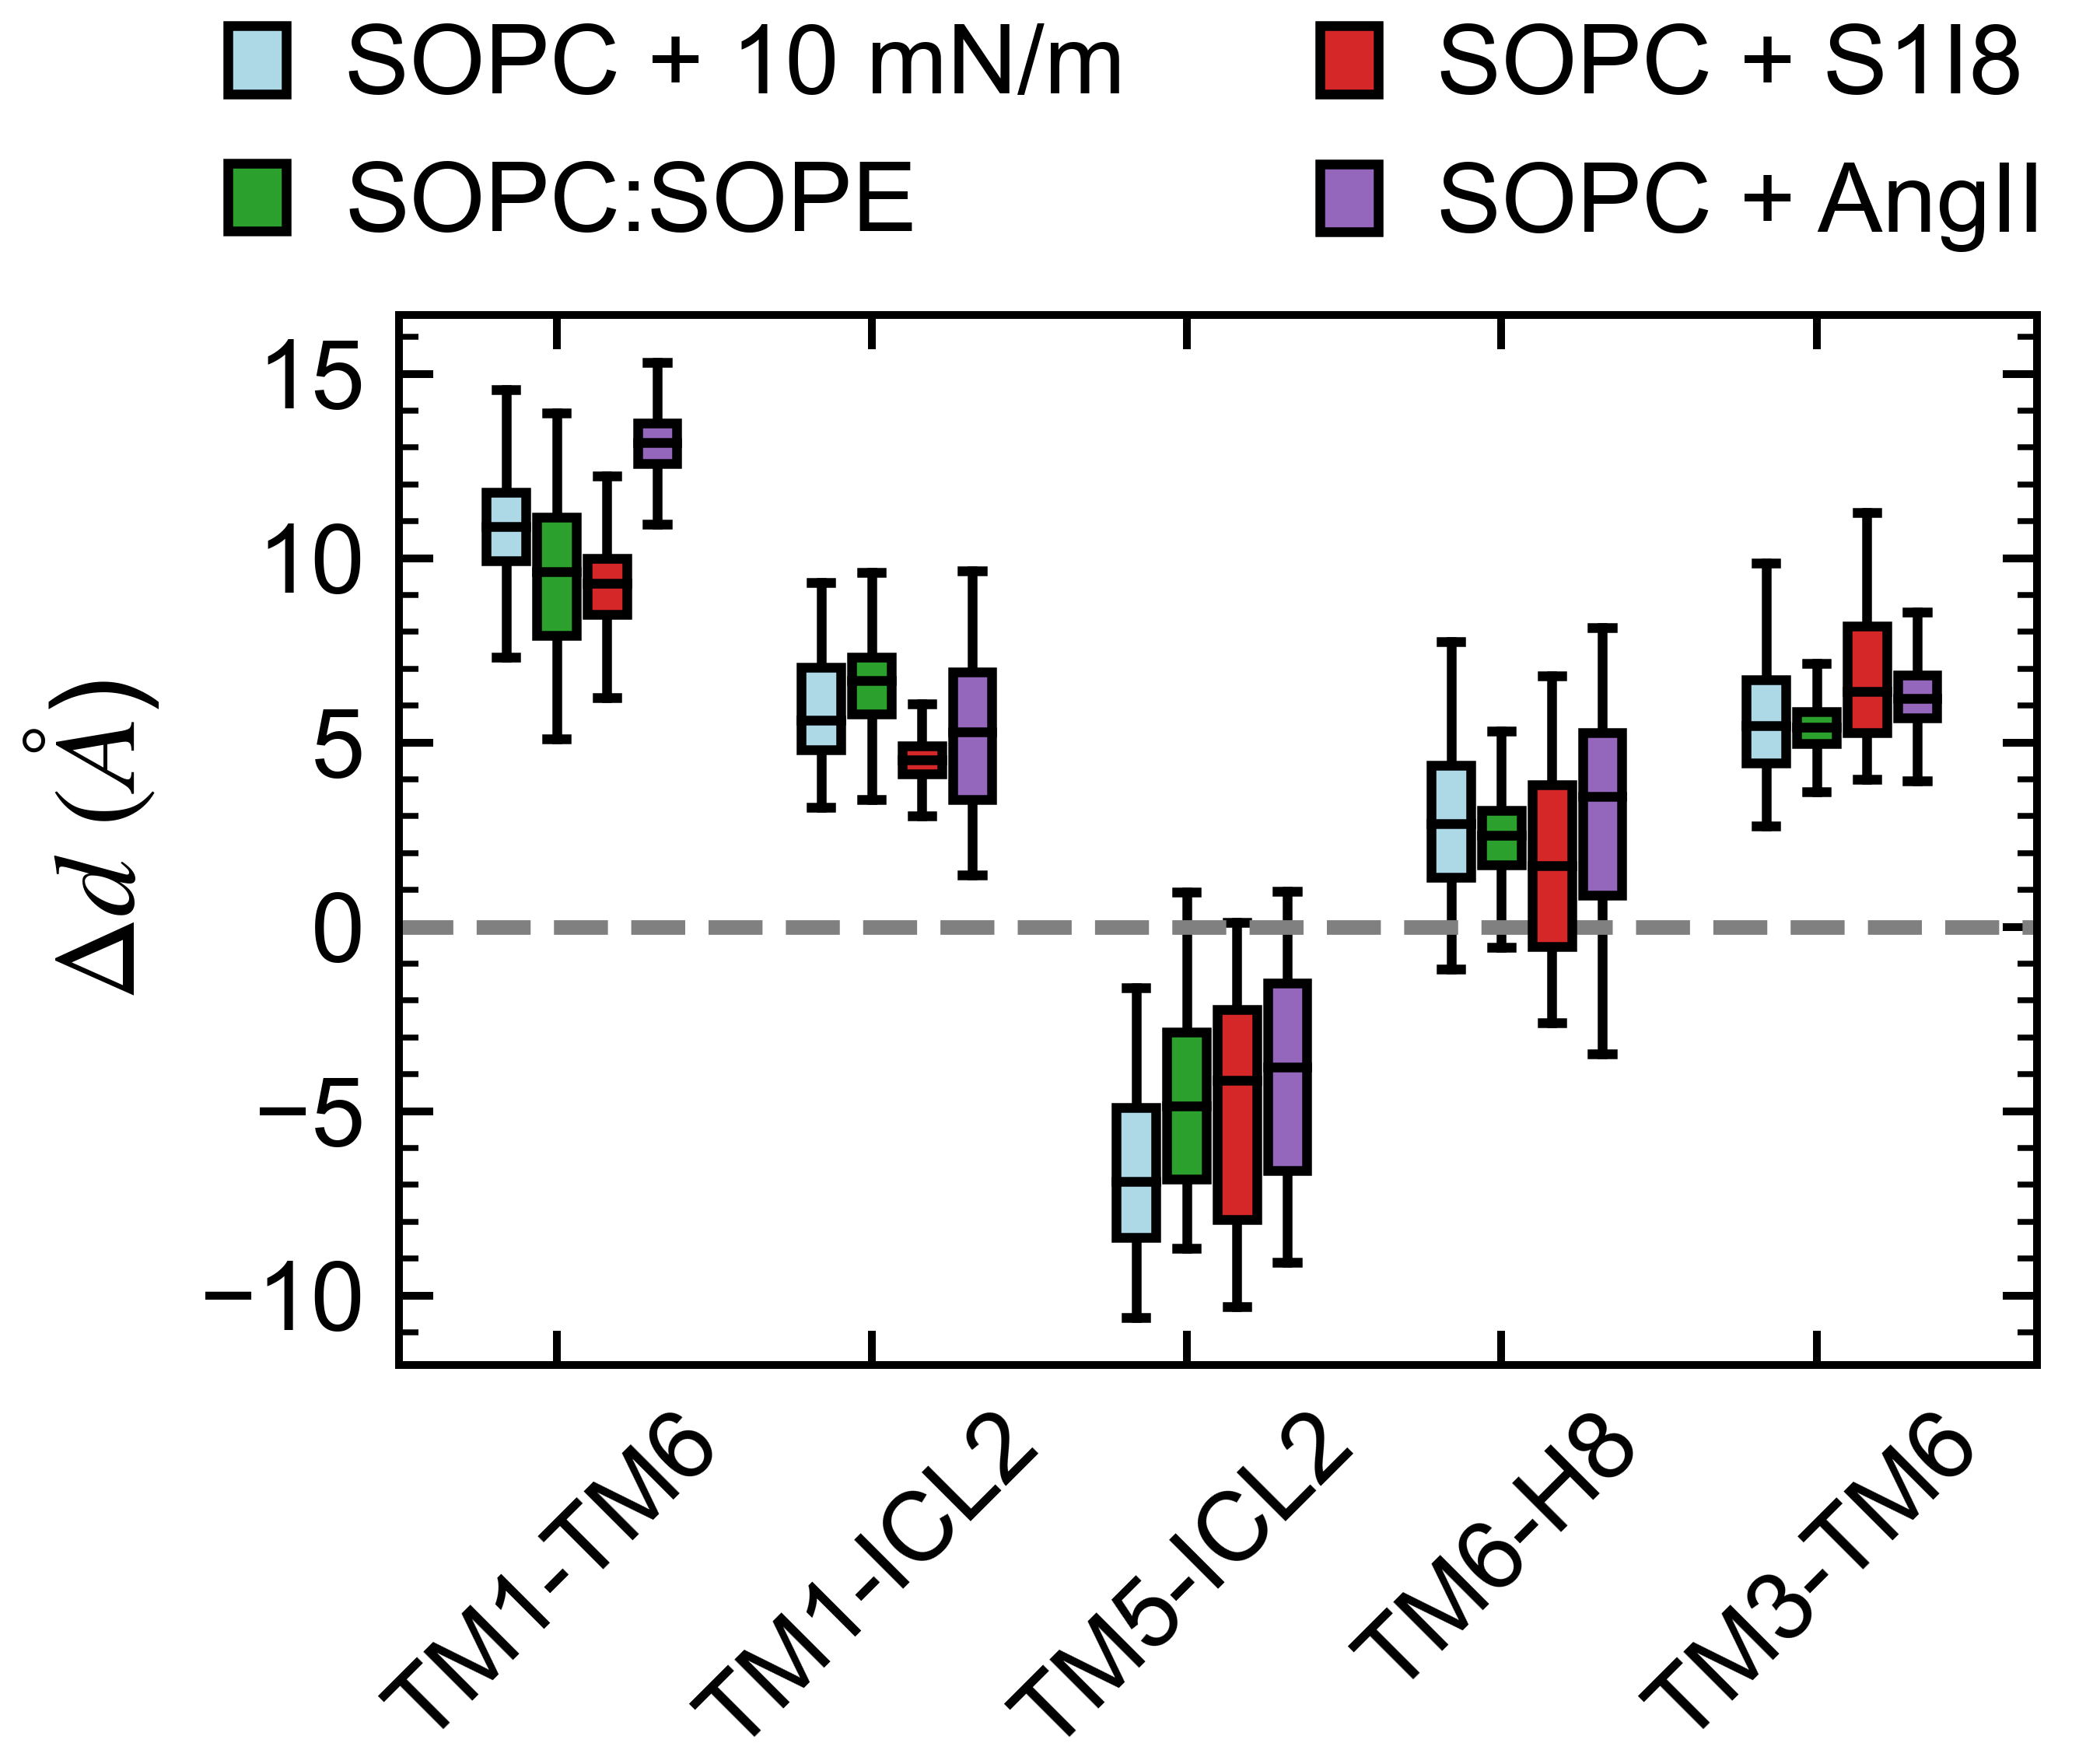 SOPC + 10 mN/m
SOPC + S1I8
SOPC:SOPE
SOPC + AngII
Δd (Å)
15
10
5
0
−5
−10
TM1-TM6
TM1-ICL2
TM5-ICL2
TM6-H8
TM3-TM6